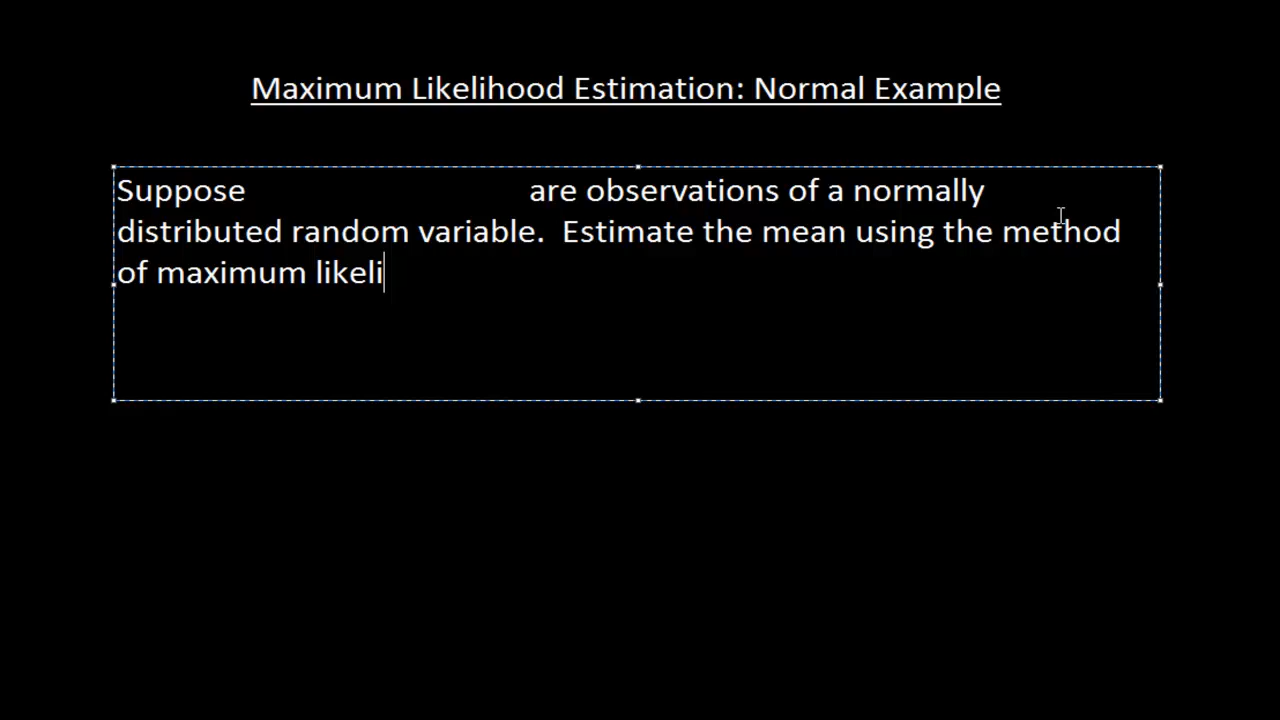 Maximum Likelihood Estimation: Normal Example
Suppose are observations of a normally
distributed random variable. Estimate the mean using the method
of maximum likeli